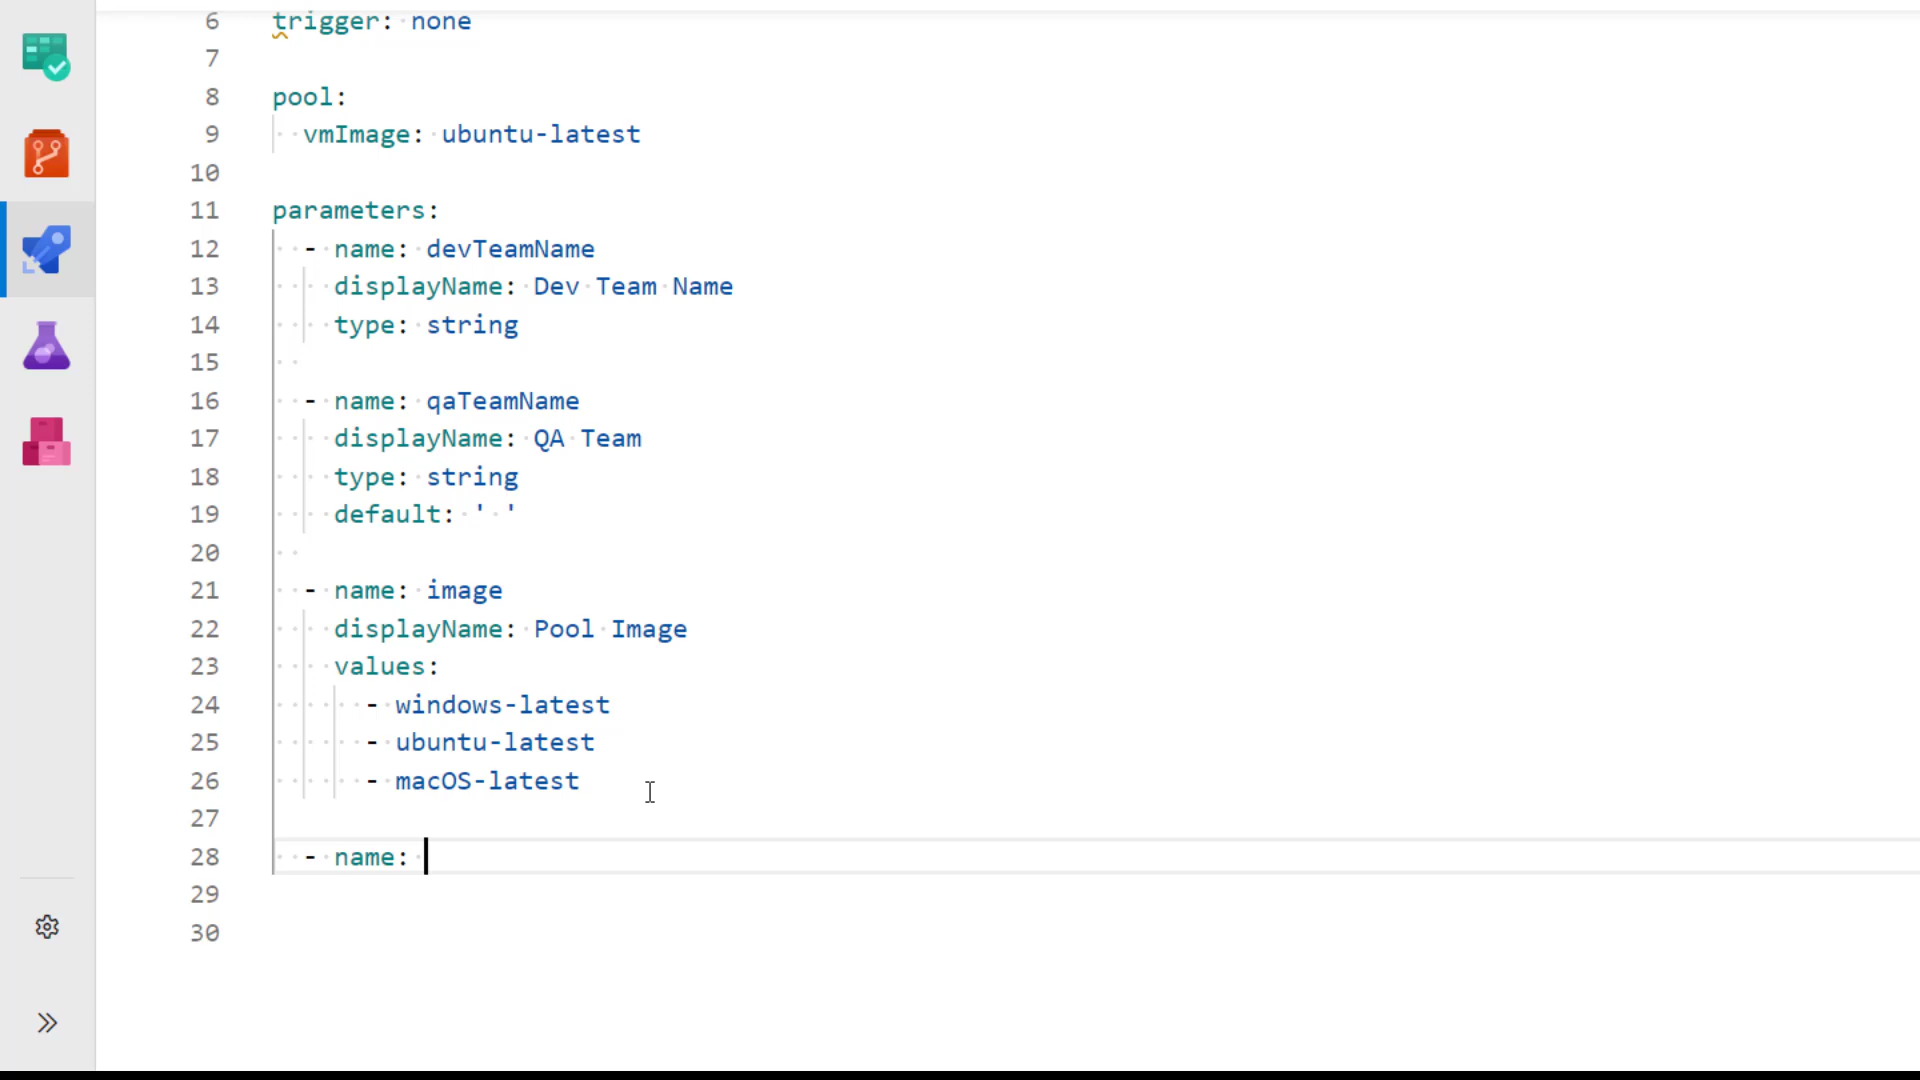 6 trigger: none
7
8 pool:
9 vmImage: ubuntu-latest
10
11 parameters:
12 - name: devTeamName
13 displayName: Dev Team Name
14 type: string
15
16 - name: qaTeamName
17 displayName: QA Team
18 type: string
19 default: ' '
20
21 - name: image
22 displayName: Pool Image
23 values:
24 - windows-latest
25 - ubuntu-latest
26 - macOS-latest
27
28 - name:
29
30